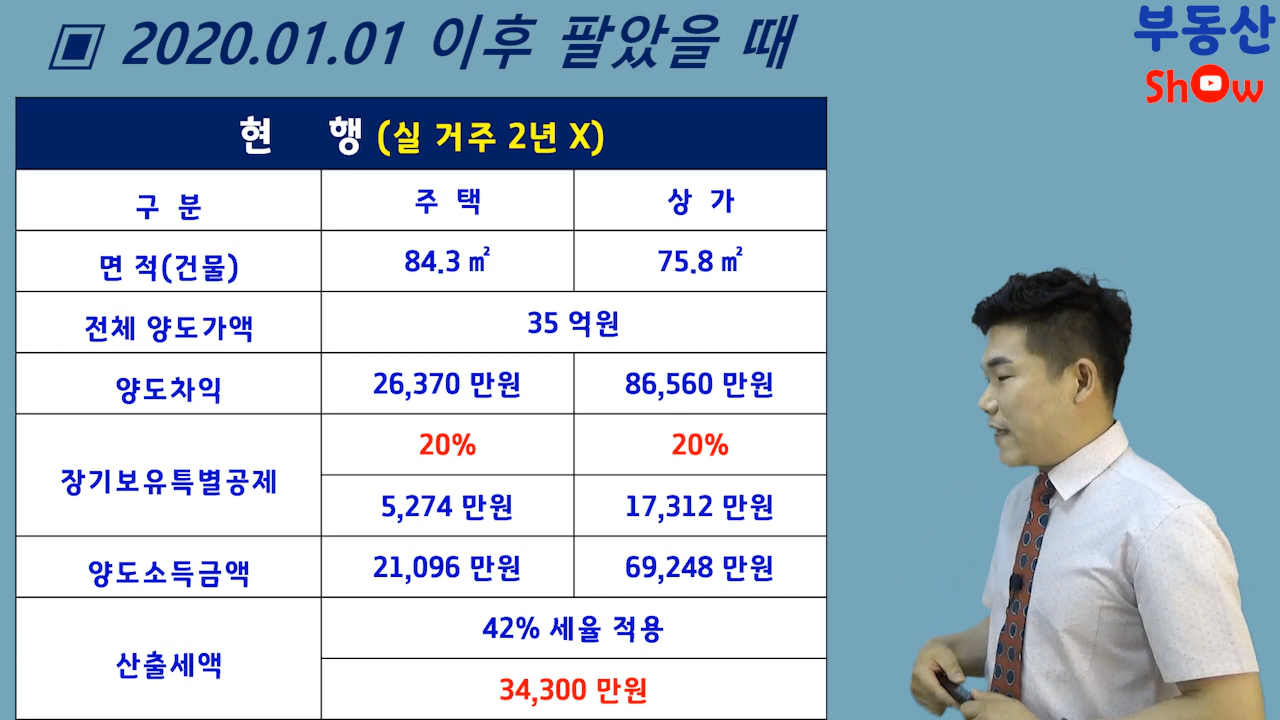 ▣ 2020.01.01 이후 팔았을 때
부동산
Show
현 행 (실 거주 2년 X)
구 분 주 택 상 가
면 적(건물) 84.3 ㎡ 75.8 ㎡
전체 양도가액 35 억원
양도차익 26,370 만원 86,560 만원
장기보유특별공제 20% 20%
5,274 만원 17,312 만원
양도소득금액 21,096 만원 69,248 만원
산출세액 42% 세율 적용
34,300 만원